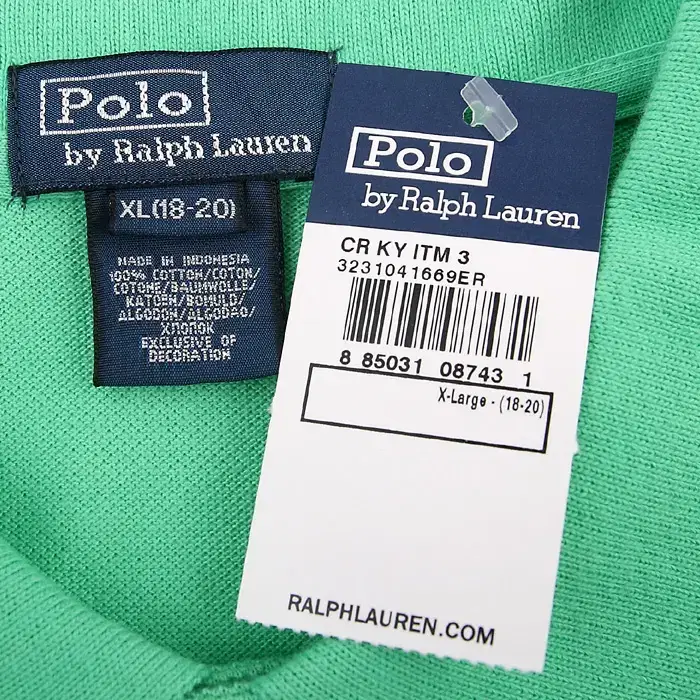 Polo
by Ralph Lauren
XL(18-20)
MADE IN INDONESIA
100% COTTON/COTON/
COTONE/BAUMWOLLE/
KATOEN/BOMULD/
ALGODON/ALGODAO/
ХЛОПОК
EXCLUSIVE OF
DECORATION
Polo
by Ralph Lauren
CR KY ITM 3
3231041669ER
8 85031 08743 1
X-Large - (18-20)
RALPHLAUREN.COM